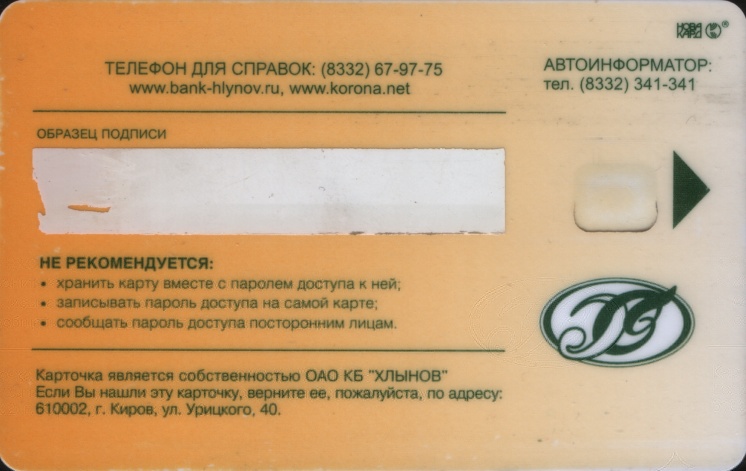 НОВА
КАРД ®
ТЕЛЕФОН ДЛЯ СПРАВОК: (8332) 67-97-75
www.bank-hlynov.ru, www.korona.net
АВТОИНФОРМАТОР:
тел. (8332) 341-341
ОБРАЗЕЦ ПОДПИСИ
НЕ РЕКОМЕНДУЕТСЯ:
• хранить карту вместе с паролем доступа к ней;
• записывать пароль доступа на самой карте;
• сообщать пароль доступа посторонним лицам.
Карточка является собственностью ОАО КБ "ХЛЫНОВ"
Если Вы нашли эту карточку, верните ее, пожалуйста, по адресу:
610002, г. Киров, ул. Урицкого, 40.